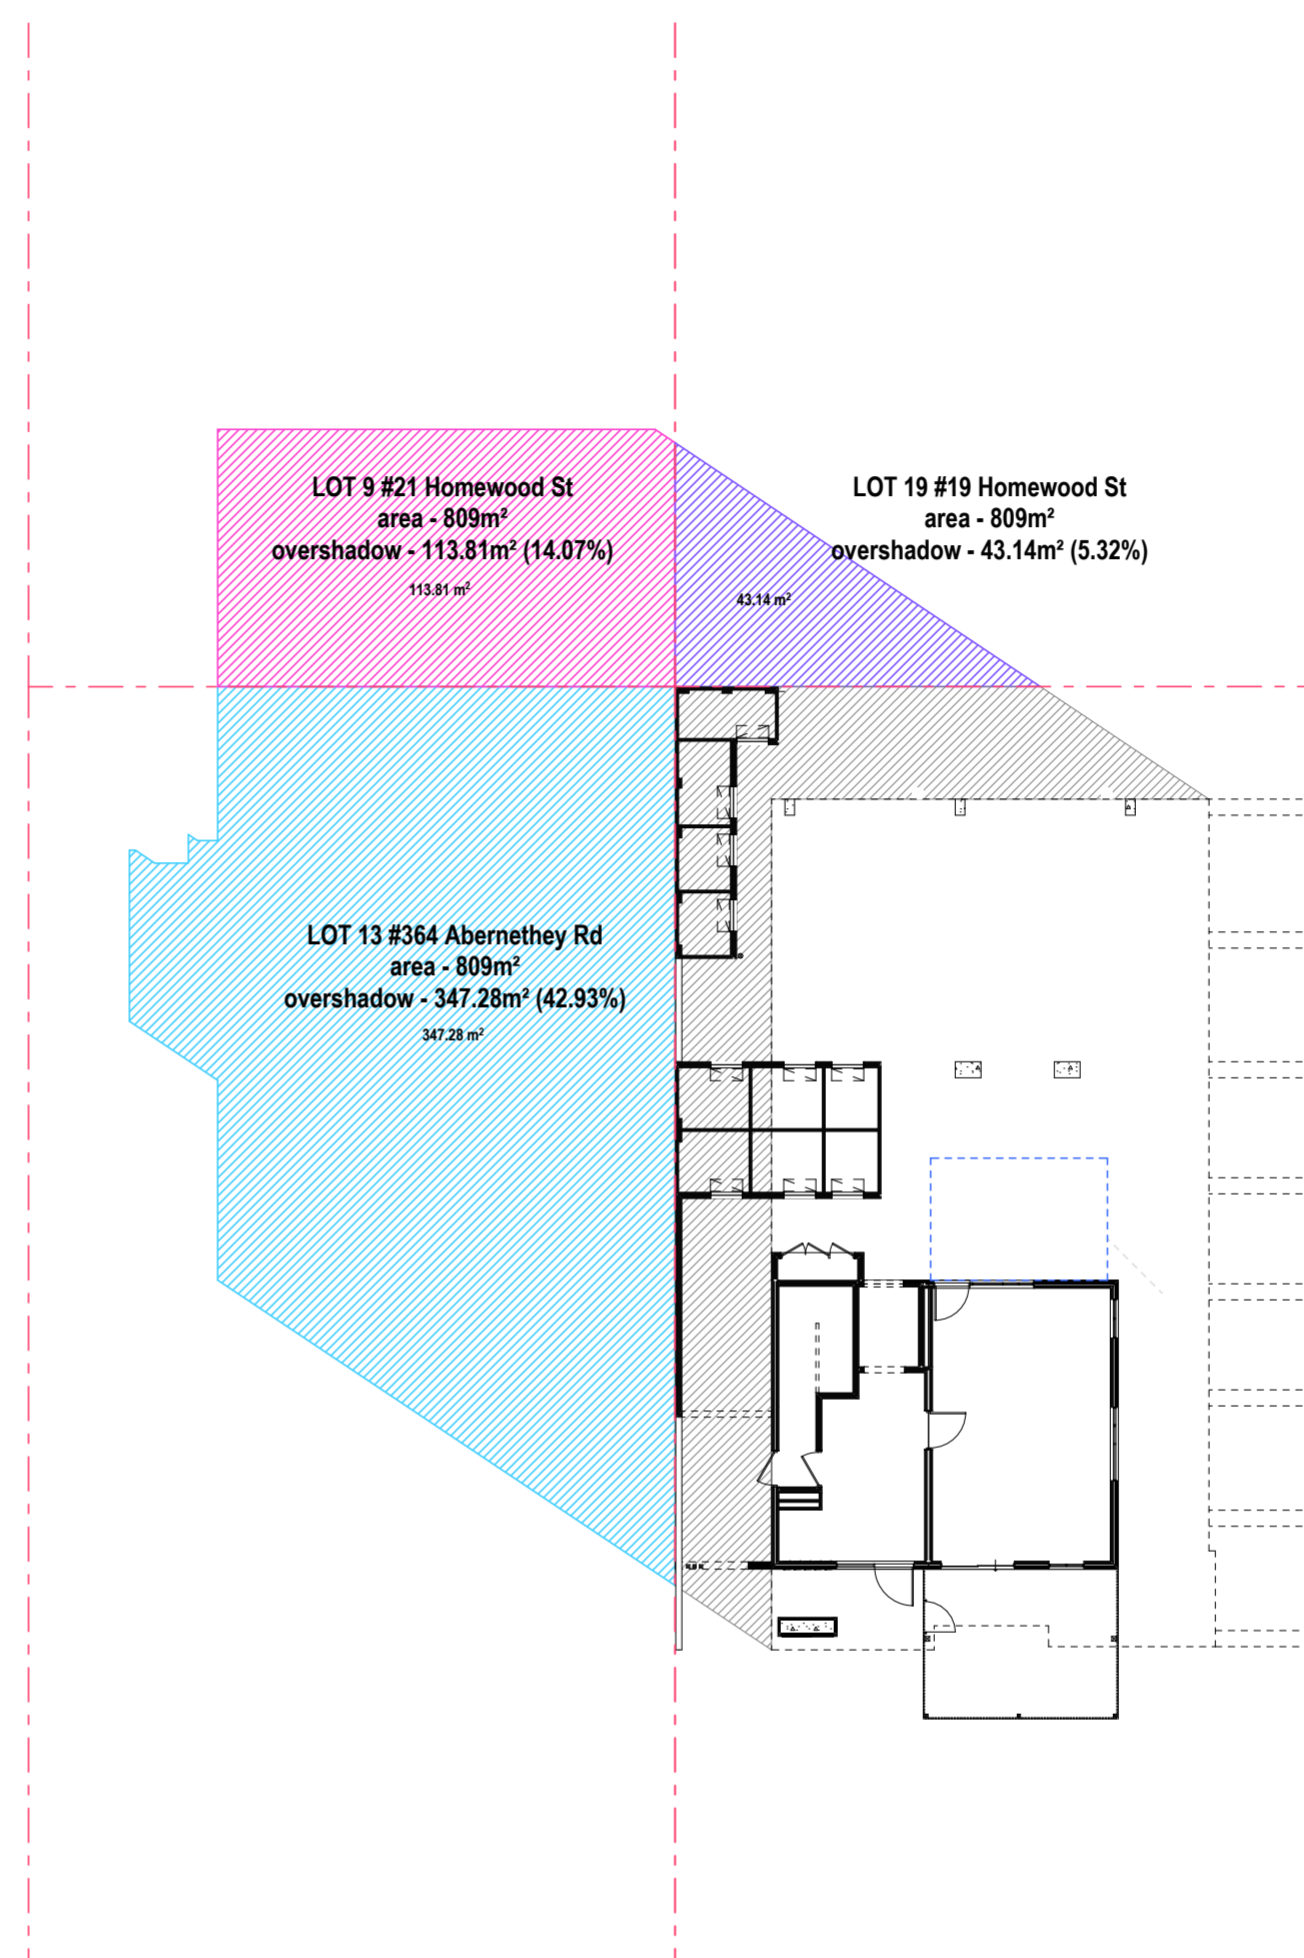 LOT 9 #21 Homewood St
area - 809m²
overshadow - 113.81m² (14.07%)
113.81 m²
LOT 19 #19 Homewood St
area - 809m²
overshadow - 43.14m² (5.32%)
43.14 m²
LOT 13 #364 Abernethey Rd
area - 809m²
overshadow - 347.28m² (42.93%)
347.28 m²